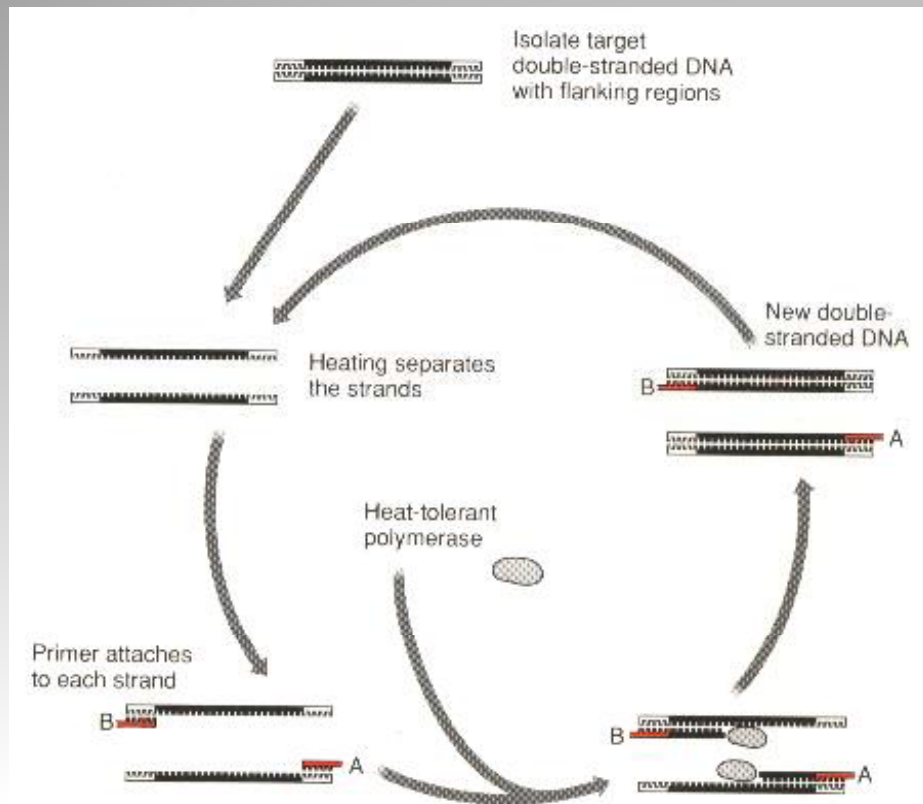 Isolate target
double-stranded DNA
with flanking regions
New double-
stranded DNA
Heating separates
the strands
B
A
Heat-tolerant
polymerase
Primer attaches
to each strand
B
A
B
A